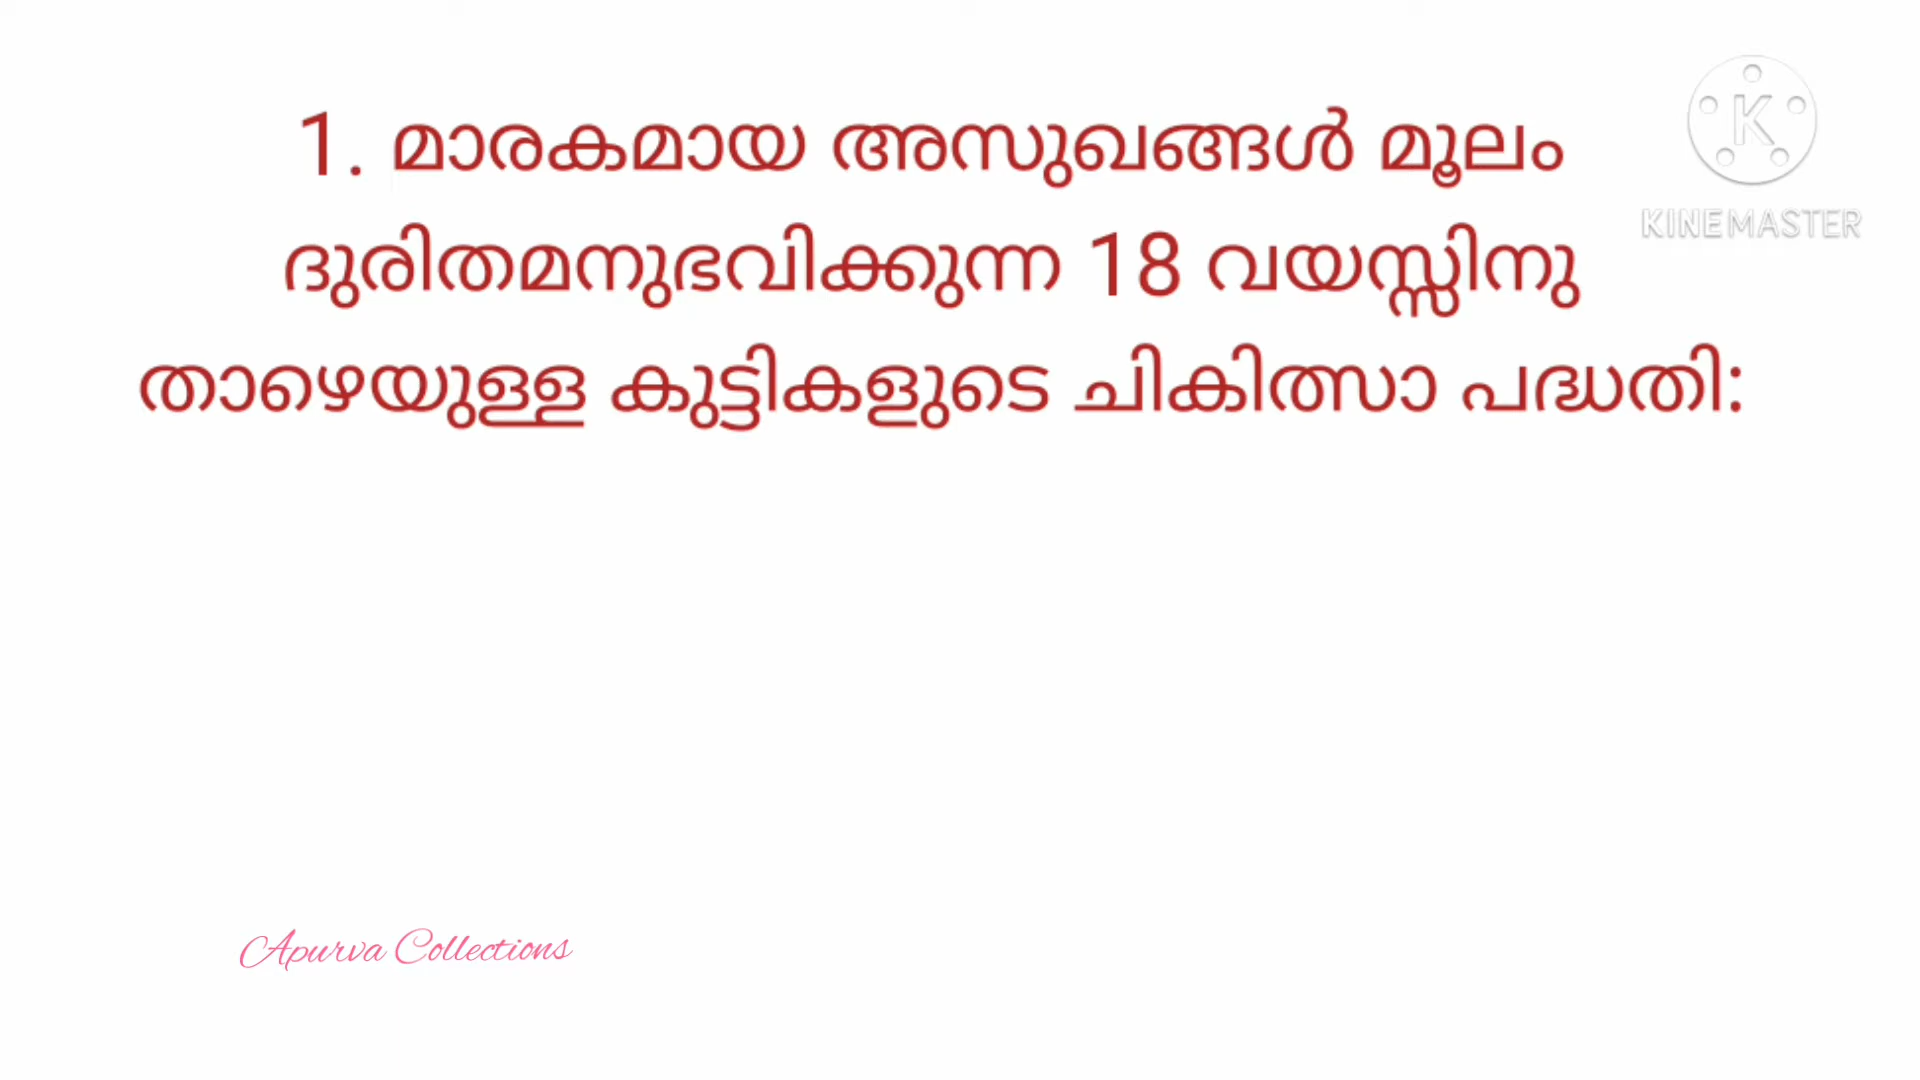 1. മാരകമായ അസുഖങ്ങൾ മൂലം
ദുരിതമനുഭവിക്കുന്ന 18 വയസ്സിനു
താഴെയുള്ള കുട്ടികളുടെ ചികിത്സാ പദ്ധതി:
K
KINEMASTER
Apurva Collections